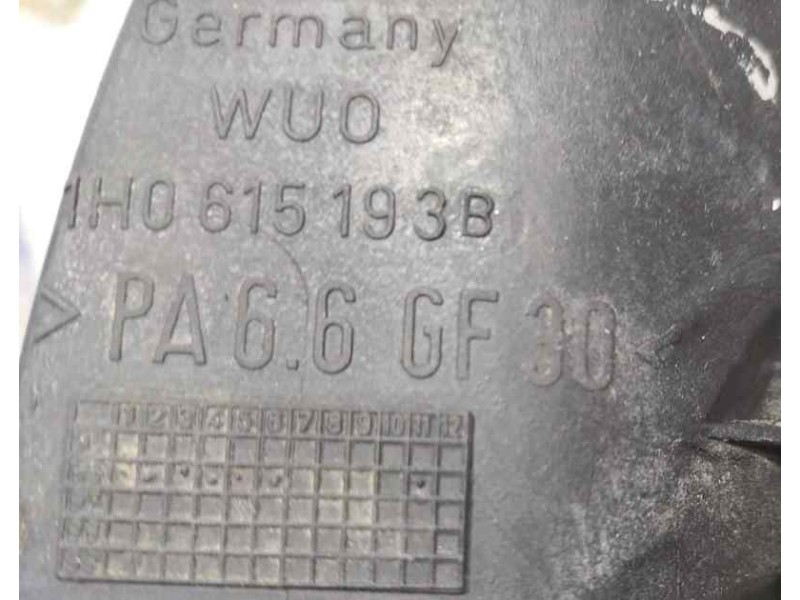 Germany
WUO
1H0 615 193B
>PA 6.6 GF 30<
1 2 3 4 5 6 7 8 9 10 11 12